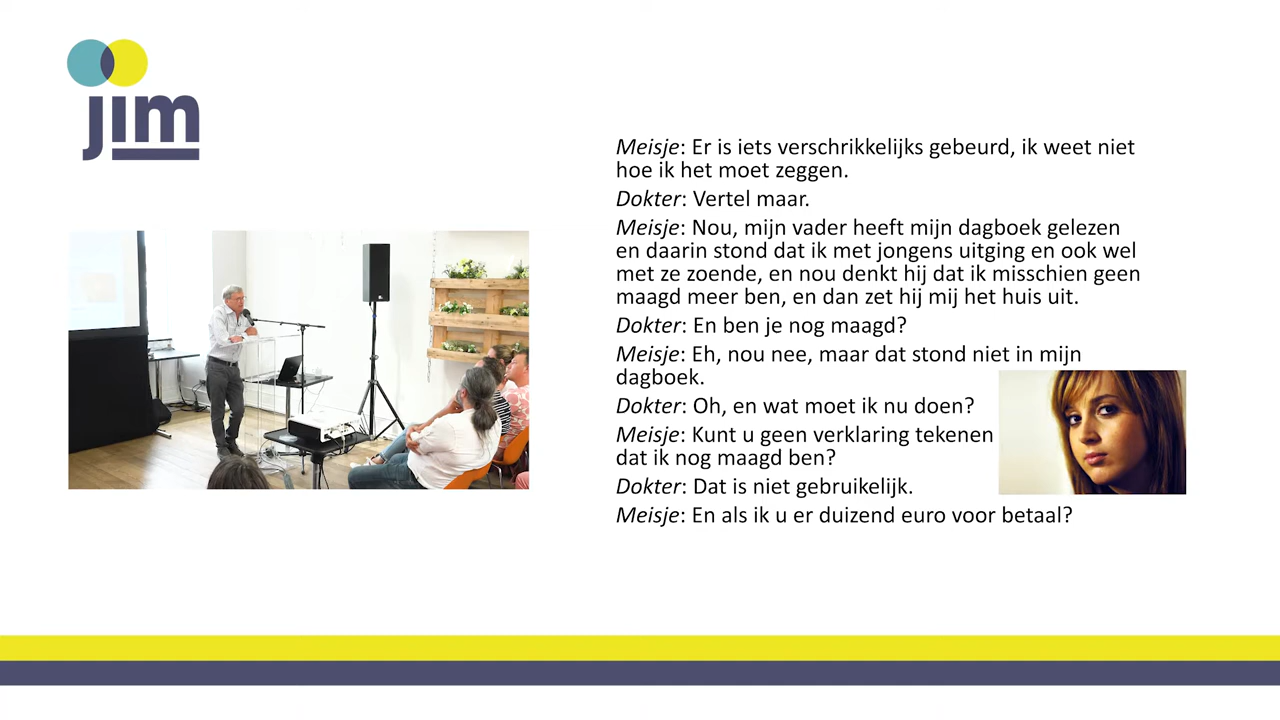 jim
Meisje: Er is iets verschrikkelijks gebeurd, ik weet niet
hoe ik het moet zeggen.
Dokter: Vertel maar.
Meisje: Nou, mijn vader heeft mijn dagboek gelezen
en daarin stond dat ik met jongens uitging en ook wel
met ze zoende, en nou denkt hij dat ik misschien geen
maagd meer ben, en dan zet hij mij het huis uit.
Dokter: En ben je nog maagd?
Meisje: Eh, nou nee, maar dat stond niet in mijn
dagboek.
Dokter: Oh, en wat moet ik nu doen?
Meisje: Kunt u geen verklaring tekenen
dat ik nog maagd ben?
Dokter: Dat is niet gebruikelijk.
Meisje: En als ik u er duizend euro voor betaal?